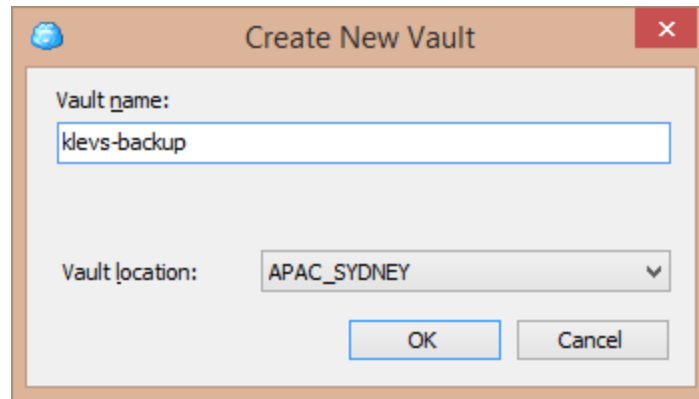 Create New Vault
Vault name:
klevs-backup
Vault location: APAC_SYDNEY
OK Cancel